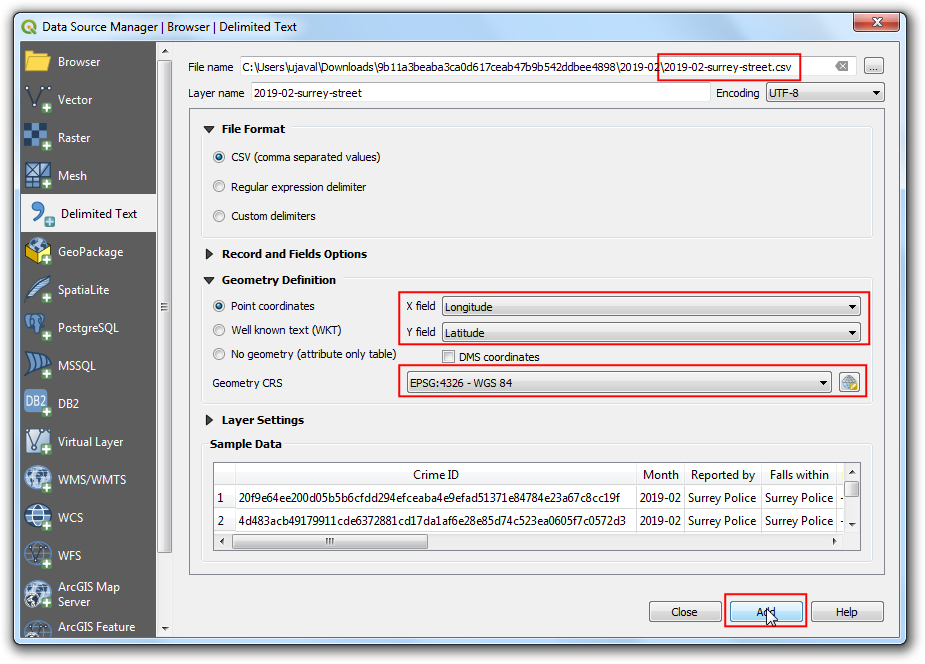 Data Source Manager | Browser | Delimited Text
Browser
Vector
Raster
Mesh
Delimited Text
GeoPackage
SpatiaLite
PostgreSQL
MSSQL
DB2
DB2
Virtual Layer
WMS/WMTS
WCS
WFS
ArcGIS Map
Server
ArcGIS Feature
File name C:\Users\ujaval\Downloads\9b11a3beaba3ca0d617ceab47b9b542ddbee4898\2019-02\2019-02-surrey-street.csv ...
Layer name 2019-02-surrey-street Encoding UTF-8
File Format
CSV (comma separated values)
Regular expression delimiter
Custom delimiters
Record and Fields Options
Geometry Definition
Point coordinates X field Longitude
Well known text (WKT) Y field Latitude
No geometry (attribute only table) DMS coordinates
Geometry CRS EPSG:4326 - WGS 84
Layer Settings
Sample Data
Crime ID Month Reported by Falls within
1 20f9e64ee200d05b5b6cfdd294efceaba4e9efad51371e84784e23a67c8cc19f 2019-02 Surrey Police Surrey Police -
2 4d483acb49179911cde6372881cd17da1af6e28e85d74c523ea0605f7c0572d3 2019-02 Surrey Police Surrey Police -
Close Add Help